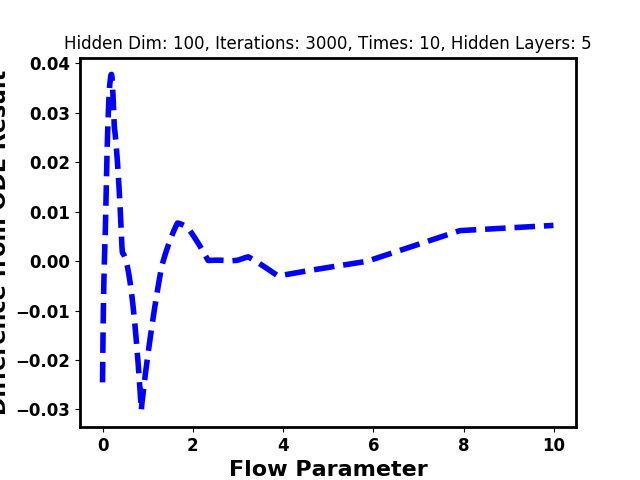 Hidden Dim: 100, Iterations: 3000, Times: 10, Hidden Layers: 5
Difference from ODE Result
0.04
0.03
0.02
0.01
0.00
−0.01
−0.02
−0.03
0 2 4 6 8 10
Flow Parameter